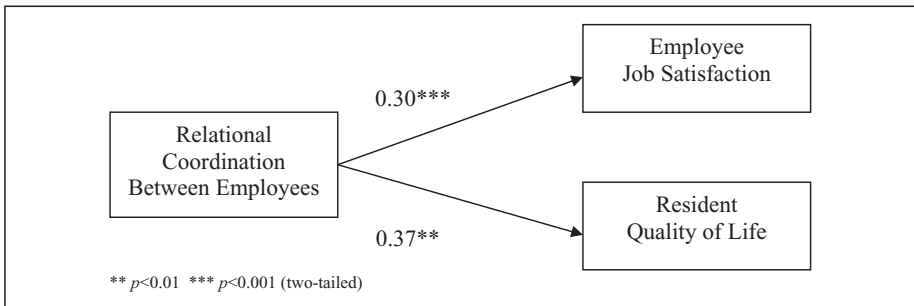 Employee
Job Satisfaction
0.30***
Relational
Coordination
Between Employees
Resident
Quality of Life
0.37**
** p<0.01 *** p<0.001 (two-tailed)